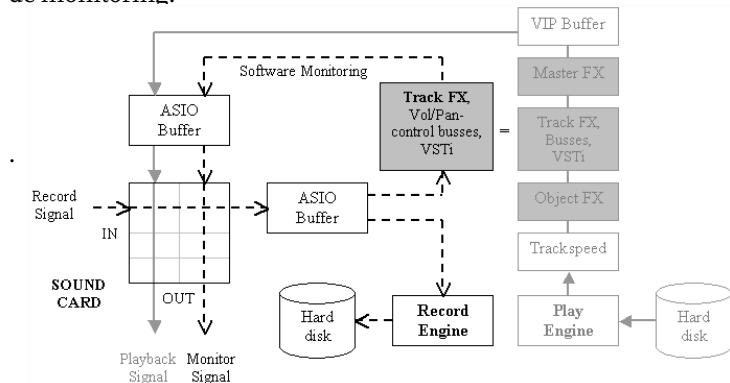 de monitoring.
VIP Buffer
Software Monitoring
Master FX
ASIO
Buffer
Track FX,
Vol/Pan-
control busses,
VSTi
=
Track FX,
Busses,
VSTi
.
Record
Signal
ASIO
Buffer
Object FX
IN
Trackspeed
SOUND
CARD
OUT
Hard
disk
Record
Engine
Play
Engine
Hard
disk
Playback
Signal
Monitor
Signal